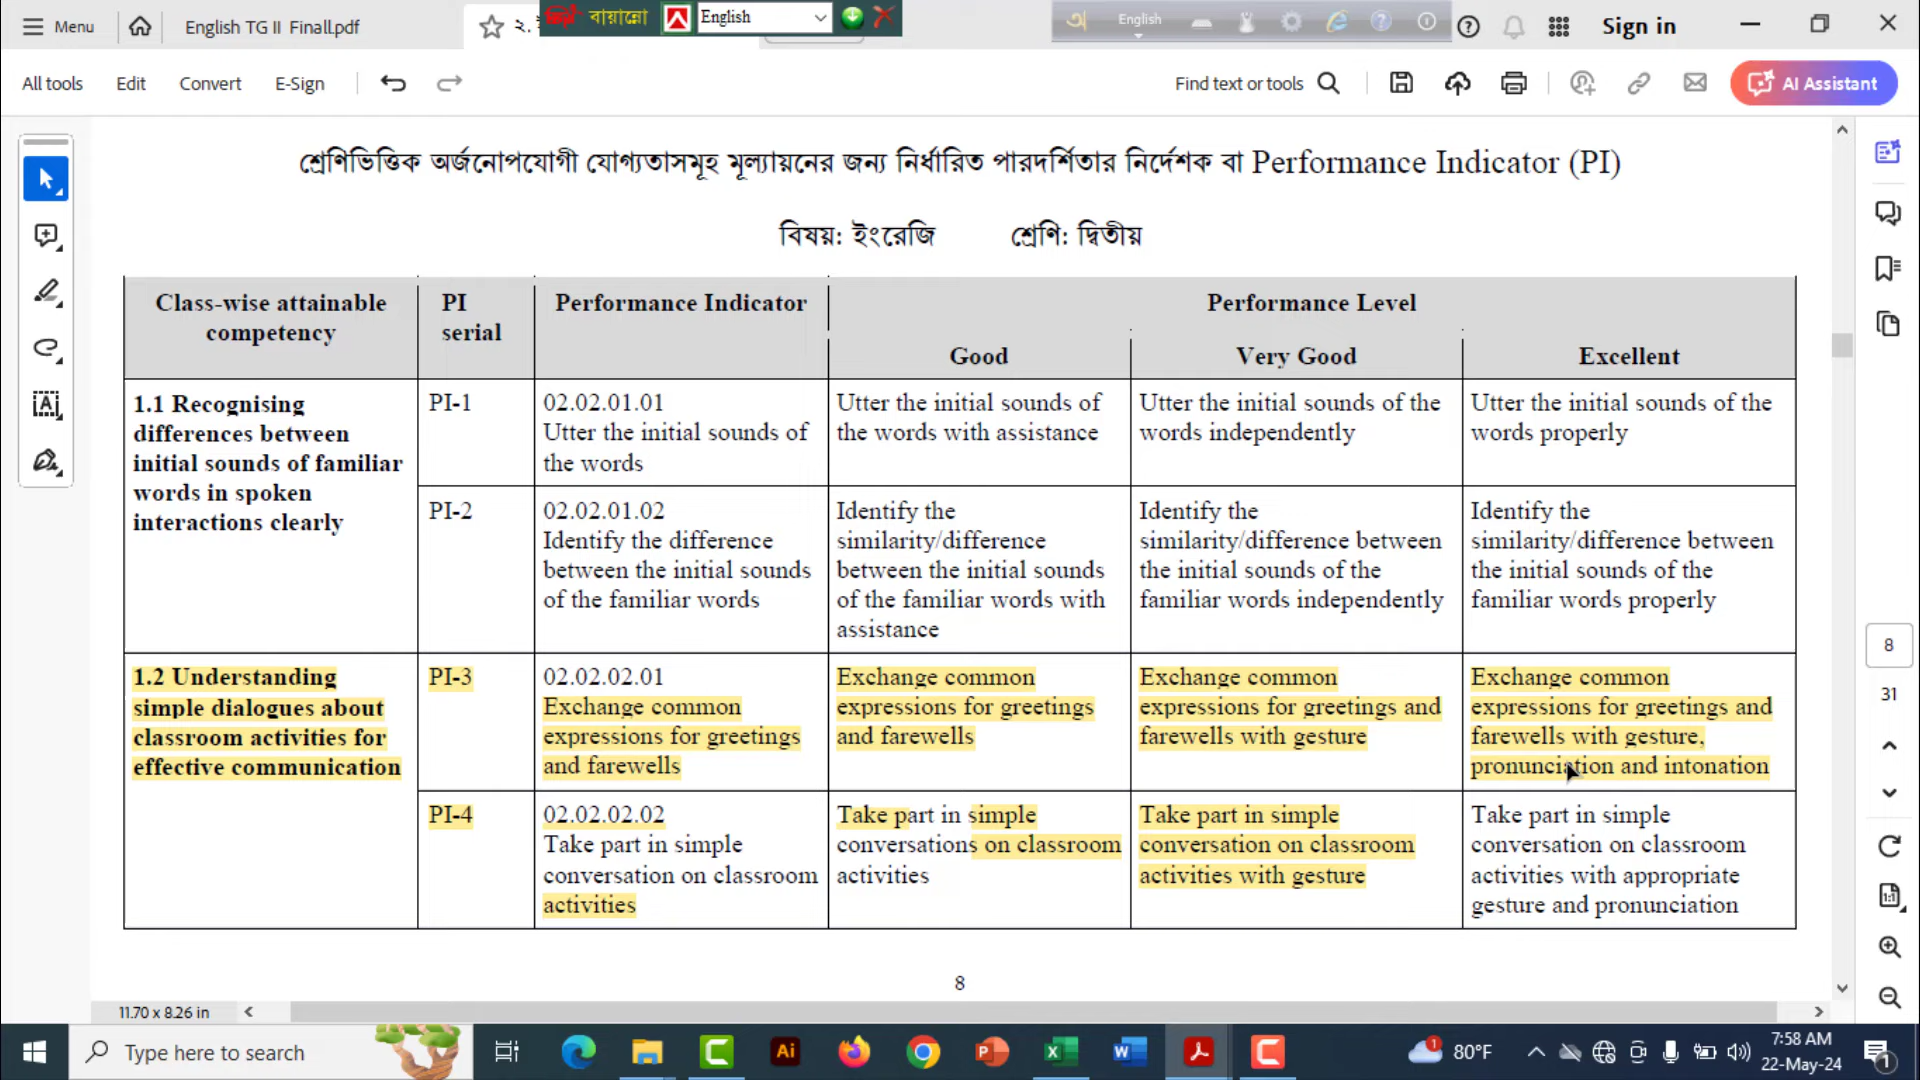 Menu
English TG II Finall.pdf
২.
বায়ান্নো
English
English
Sign in
All tools
Edit
Convert
E-Sign
Find text or tools
AI Assistant
শ্রেণিভিত্তিক অর্জনোপযোগী যোগ্যতাসমূহ মূল্যায়নের জন্য নির্ধারিত পারদর্শিতার নির্দেশক বা Performance Indicator (PI)
বিষয়: ইংরেজি শ্রেণি: দ্বিতীয়
Class-wise attainable
competency
PI
serial
Performance Indicator
Performance Level
Good
Very Good
Excellent
1.1 Recognising
differences between
initial sounds of familiar
words in spoken
interactions clearly
PI-1
02.02.01.01
Utter the initial sounds of
the words
Utter the initial sounds of
the words with assistance
Utter the initial sounds of the
words independently
Utter the initial sounds of the
words properly
PI-2
02.02.01.02
Identify the difference
between the initial sounds
of the familiar words
Identify the
similarity/difference
between the initial sounds
of the familiar words with
assistance
Identify the
similarity/difference between
the initial sounds of the
familiar words independently
Identify the
similarity/difference between
the initial sounds of the
familiar words properly
1.2 Understanding
simple dialogues about
classroom activities for
effective communication
PI-3
02.02.02.01
Exchange common
expressions for greetings
and farewells
Exchange common
expressions for greetings
and farewells
Exchange common
expressions for greetings and
farewells with gesture
Exchange common
expressions for greetings and
farewells with gesture,
pronunciation and intonation
PI-4
02.02.02.02
Take part in simple
conversation on classroom
activities
Take part in simple
conversations on classroom
activities
Take part in simple
conversation on classroom
activities with gesture
Take part in simple
conversation on classroom
activities with appropriate
gesture and pronunciation
8
8
31
11.70 x 8.26 in
Type here to search
80°F
7:58 AM
22-May-24